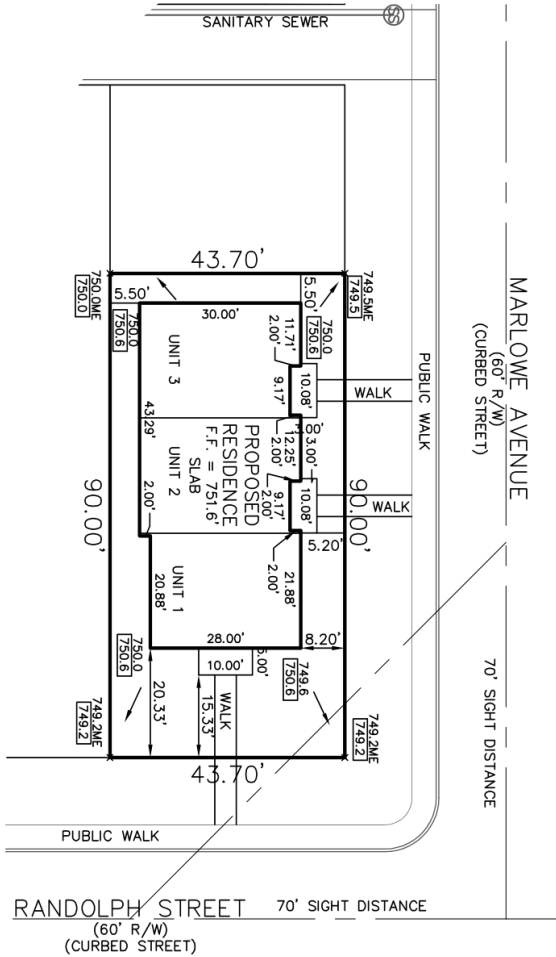 SANITARY SEWER
SS
MARLOWE AVENUE
(60' R/W)
(CURBED STREET)
PUBLIC WALK
43.70'
750.0ME
750.0
749.5ME
749.5
5.50'
5.50'
750.0
750.6
750.0
750.6
30.00'
11.71'
2.00'
10.08'
9.17'
WALK
UNIT 3
43.29'
3.00'
12.25'
2.00'
3.00'
PROPOSED
RESIDENCE
SLAB
F.F. = 751.6'
UNIT 2
9.17'
2.00'
10.08'
WALK
90.00'
90.00'
2.00'
5.20'
UNIT 1
20.88'
21.88'
2.00'
28.00'
8.20'
750.0
750.6
5.00'
10.00'
749.6
750.6
20.33'
15.33'
WALK
749.2ME
749.2
749.2ME
749.2
43.70'
70' SIGHT DISTANCE
PUBLIC WALK
RANDOLPH STREET
70' SIGHT DISTANCE
(60' R/W)
(CURBED STREET)